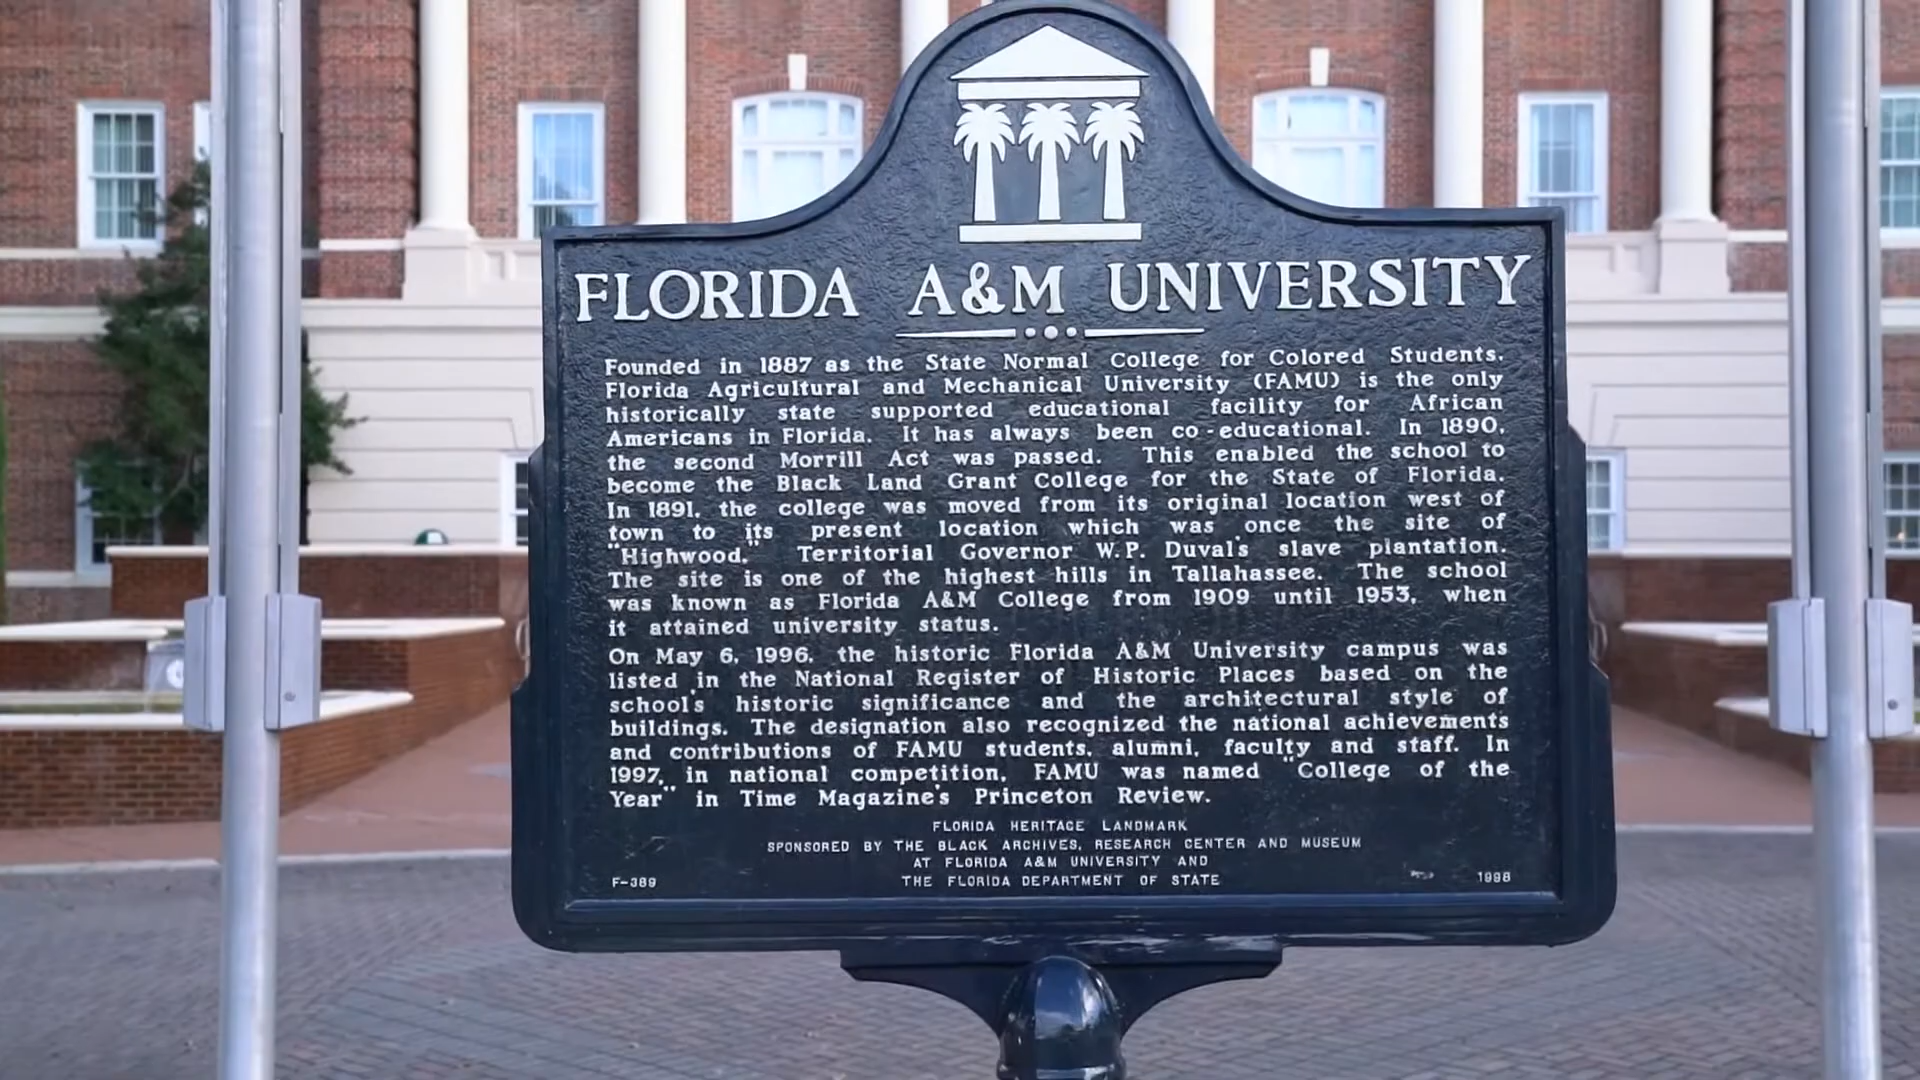 FLORIDA A&M UNIVERSITY
Founded in 1887 as the State Normal College for Colored Students.
Florida Agricultural and Mechanical University (FAMU) is the only
historically state supported educational facility for African
Americans in Florida. It has always been co-educational. In 1890,
the second Morrill Act was passed. This enabled the school to
become the Black Land Grant College for the State of Florida.
In 1891, the college was moved from its original location west of
town to its present location which was once the site of
"Highwood," Territorial Governor W.P. Duval's slave plantation.
The site is one of the highest hills in Tallahassee. The school
was known as Florida A&M College from 1909 until 1953, when
it attained university status.
On May 6, 1996, the historic Florida A&M University campus was
listed in the National Register of Historic Places based on the
school's historic significance and the architectural style of
buildings. The designation also recognized the national achievements
and contributions of FAMU students, alumni, faculty and staff. In
1997, in national competition, FAMU was named "College of the
Year" in Time Magazine's Princeton Review.
FLORIDA HERITAGE LANDMARK
SPONSORED BY THE BLACK ARCHIVES, RESEARCH CENTER AND MUSEUM
AT FLORIDA A&M UNIVERSITY AND
THE FLORIDA DEPARTMENT OF STATE
F-389
1998